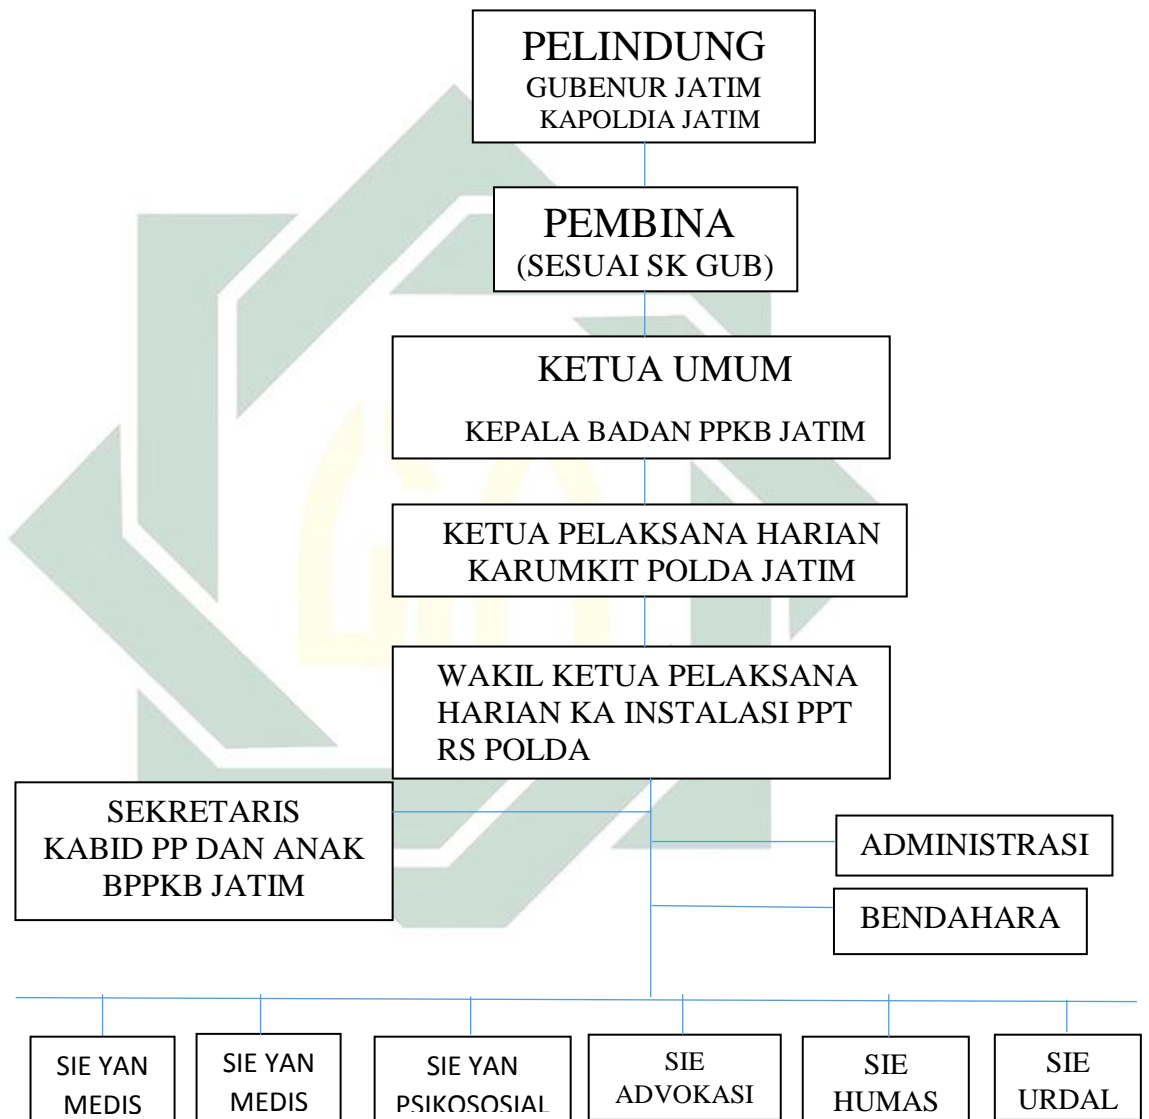 PELINDUNG
GUBENUR JATIM
KAPOLDIA JATIM
PEMBINA
(SESUAI SK GUB)
KETUA UMUM
KEPALA BADAN PPKB JATIM
KETUA PELAKSANA HARIAN
KARUMKIT POLDA JATIM
WAKIL KETUA PELAKSANA
HARIAN KA INSTALASI PPT
RS POLDA
SEKRETARIS
KABID PP DAN ANAK
BPPKB JATIM
ADMINISTRASI
BENDAHARA
SIE YAN
MEDIS
SIE YAN
MEDIS
SIE YAN
PSIKOSOSIAL
SIE
ADVOKASI
SIE
HUMAS
SIE
URDAL